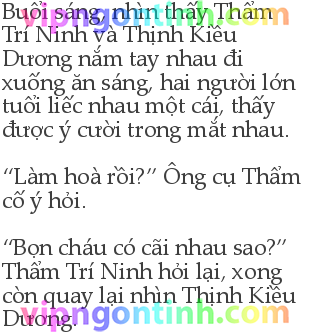 vipngontinh.com
Buổi sáng, nhìn thấy Thẩm
Trí Ninh và Thịnh Kiều
Dương nắm tay nhau đi
xuống ăn sáng, hai người lớn
tuổi liếc nhau một cái, thấy
được ý cười trong mắt nhau.
“Làm hoà rồi?” Ông cụ Thẩm
cố ý hỏi.
“Bọn cháu có cãi nhau sao?”
Thẩm Trí Ninh hỏi lại, xong
còn quay lại nhìn Thịnh Kiều
Dương.
vipngontinh.com